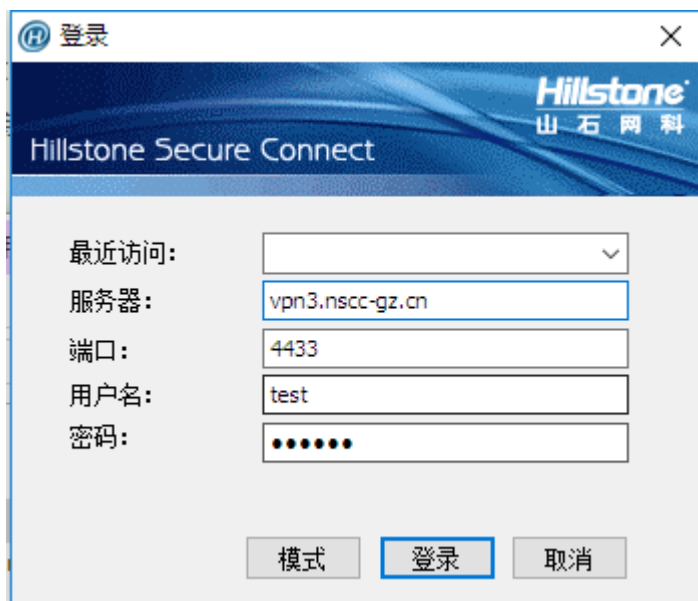 登录
Hillstone
山石网科
Hillstone Secure Connect
最近访问:
服务器: vpn3.nscc-gz.cn
端口: 4433
用户名: test
密码: ••••••
模式 登录 取消